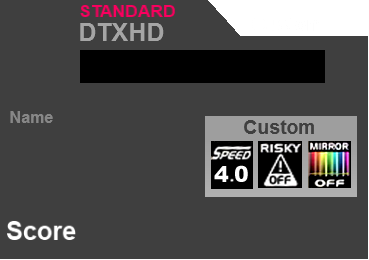 STANDARD
DTXHD
Name
Custom
SPEED 4.0
RISKY OFF
MIRROR OFF
Score